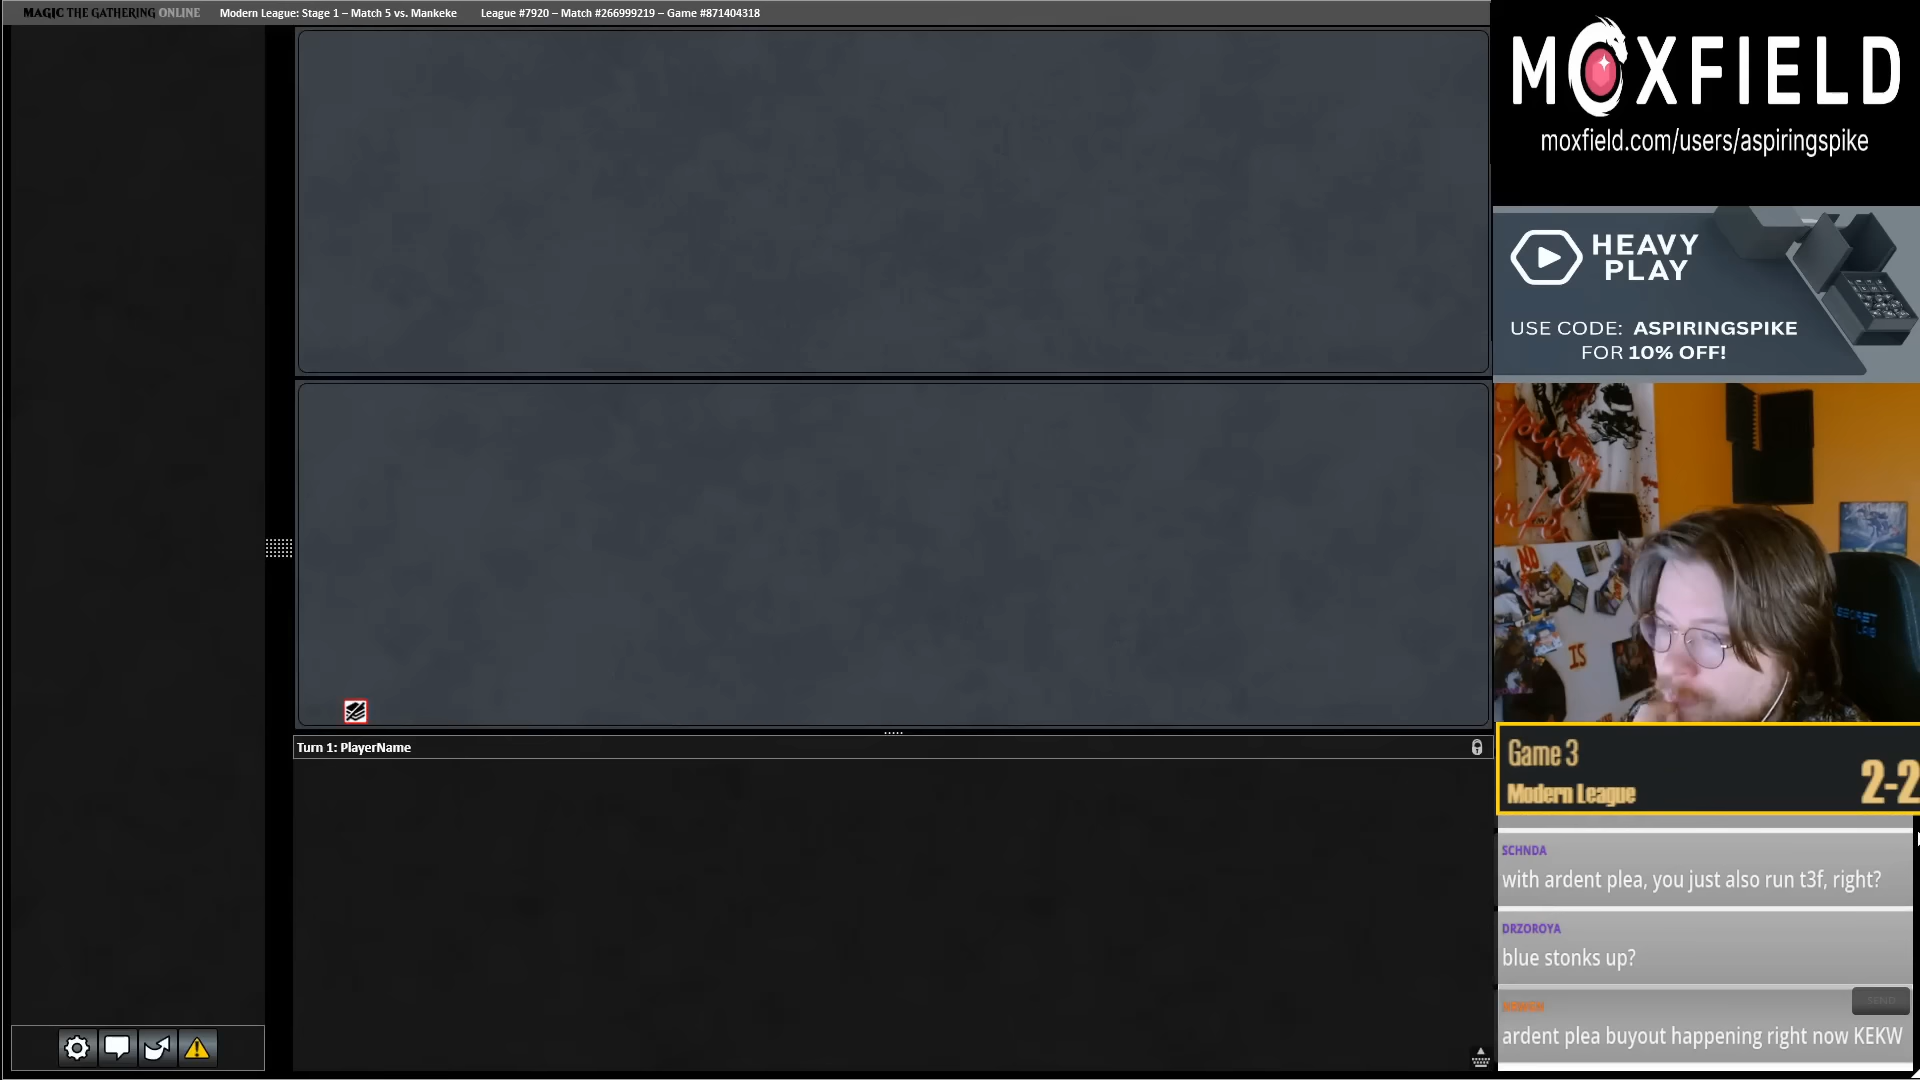 MAGIC THE GATHERING ONLINE
Modern League: Stage 1 – Match 5 vs. Mankeke
League #7920 – Match #266999219 – Game #871404318
MOXFIELD
moxfield.com/users/aspiringspike
HEAVY
PLAY
USE CODE: ASPIRINGSPIKE
FOR 10% OFF!
NO
IS
Turn 1: PlayerName
Game 3
2-2
Modern League
SCHNDA
with ardent plea, you just also run t3f, right?
DRZOROYA
blue stonks up?
SEND
ardent plea buyout happening right now KEKW